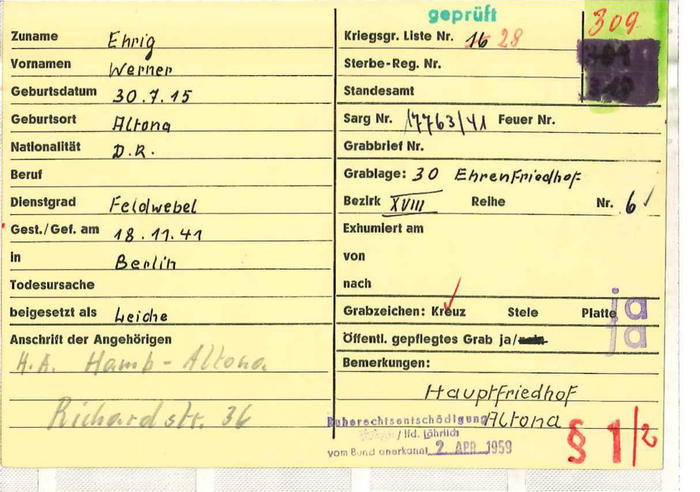 Zuname Ehrig
Vornamen Werner
Geburtsdatum 30.7.15
Geburtsort Altona
Nationalität D.R.
Beruf
Dienstgrad Feldwebel
Gest./Gef. am 18.11.41
in Berlin
Todesursache
beigesetzt als Leiche
Anschrift der Angehörigen
H.A. Hamb-Altona
Richardstr. 36
geprüft
309
Kriegsgr. Liste Nr. 16 28
Sterbe-Reg. Nr.
Standesamt
Sarg Nr. 17763/41 Feuer Nr.
Grabbrief Nr.
Grablage: 30 Ehrenfriedhof
Bezirk XVIII Reihe Nr. 6
Exhumiert am
von
nach
Grabzeichen: Kreuz Stele Platte ja
Öffentl. gepflegtes Grab ja/nein ja
Bemerkungen:
Hauptfriedhof
Altona
Ruherechtsentschädigung
/ lfd. jährlich
vom Bund anerkannt 2. APR 1959
§ 1/2